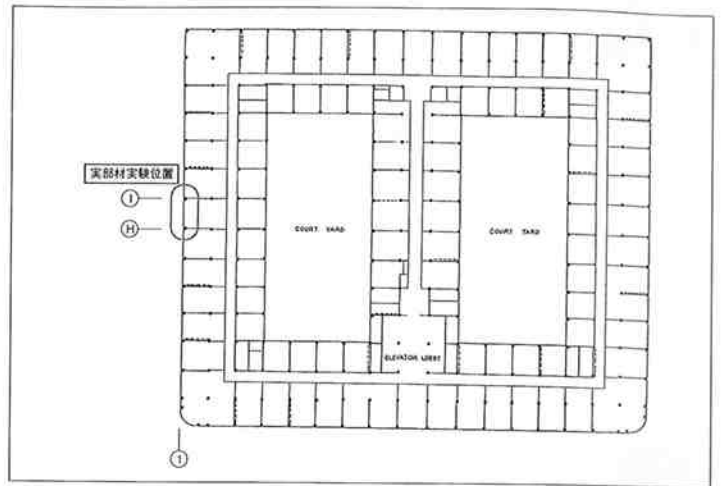 実部材実験位置
I
H
COURT YARD
COURT YARD
ELEVATOR LOBBY
1